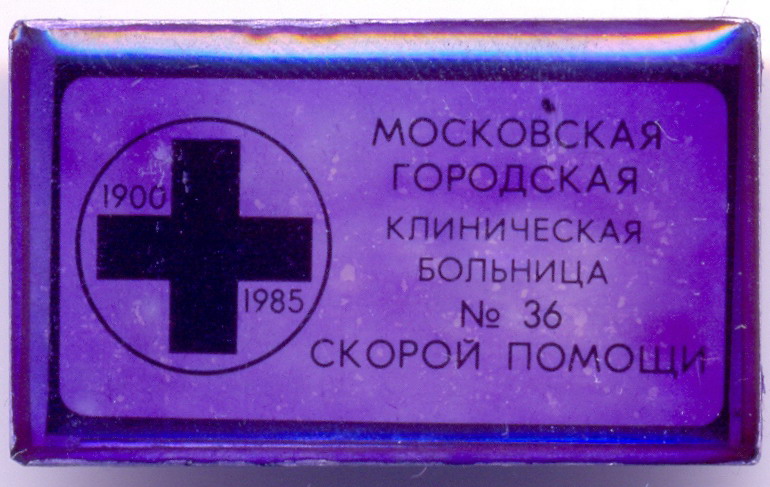 1900
1985
МОСКОВСКАЯ
ГОРОДСКАЯ
КЛИНИЧЕСКАЯ
БОЛЬНИЦА
№ 36
СКОРОЙ ПОМОЩИ